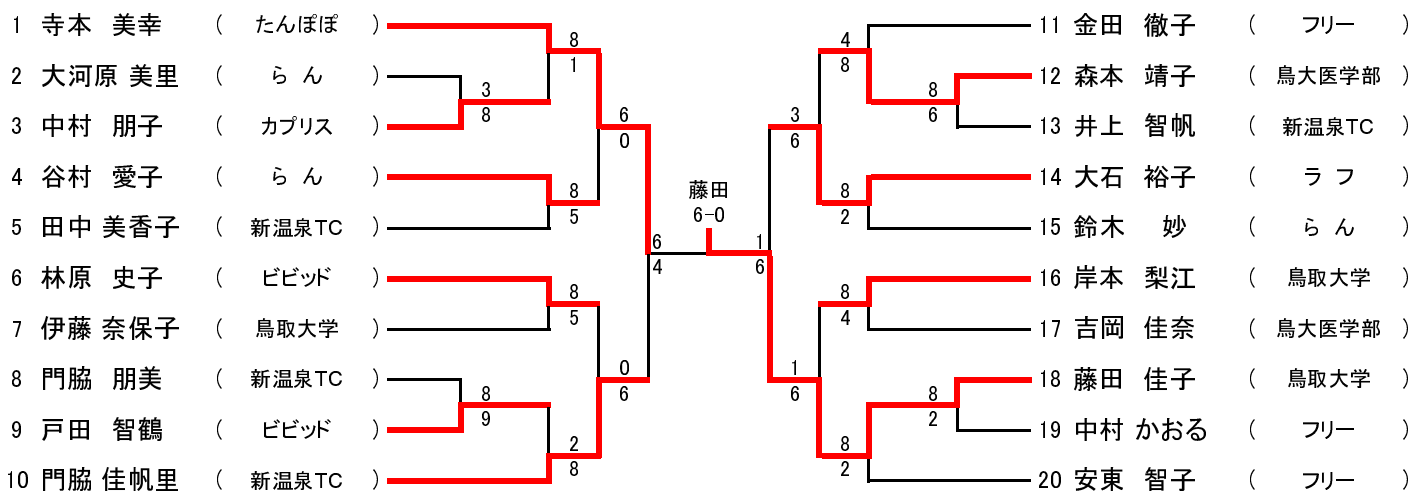 1 寺本 美幸 ( たんぽぽ )
2 大河原 美里 ( らん )
3 中村 朋子 ( カプリス )
4 谷村 愛子 ( らん )
5 田中 美香子 ( 新温泉TC )
6 林原 史子 ( ビビッド )
7 伊藤 奈保子 ( 鳥取大学 )
8 門脇 朋美 ( 新温泉TC )
9 戸田 智鶴 ( ビビッド )
10 門脇 佳帆里 ( 新温泉TC )
8
1
3
8
6
0
8
5
6
4
8
5
0
6
8
9
2
8
藤田
6-0
4
8
8
6
3
6
8
2
1
6
8
4
1
6
8
2
8
2
11 金田 徹子 ( フリー )
12 森本 靖子 ( 鳥大医学部 )
13 井上 智帆 ( 新温泉TC )
14 大石 裕子 ( ラフ )
15 鈴木 妙 ( らん )
16 岸本 梨江 ( 鳥取大学 )
17 吉岡 佳奈 ( 鳥大医学部 )
18 藤田 佳子 ( 鳥取大学 )
19 中村 かおる ( フリー )
20 安東 智子 ( フリー )